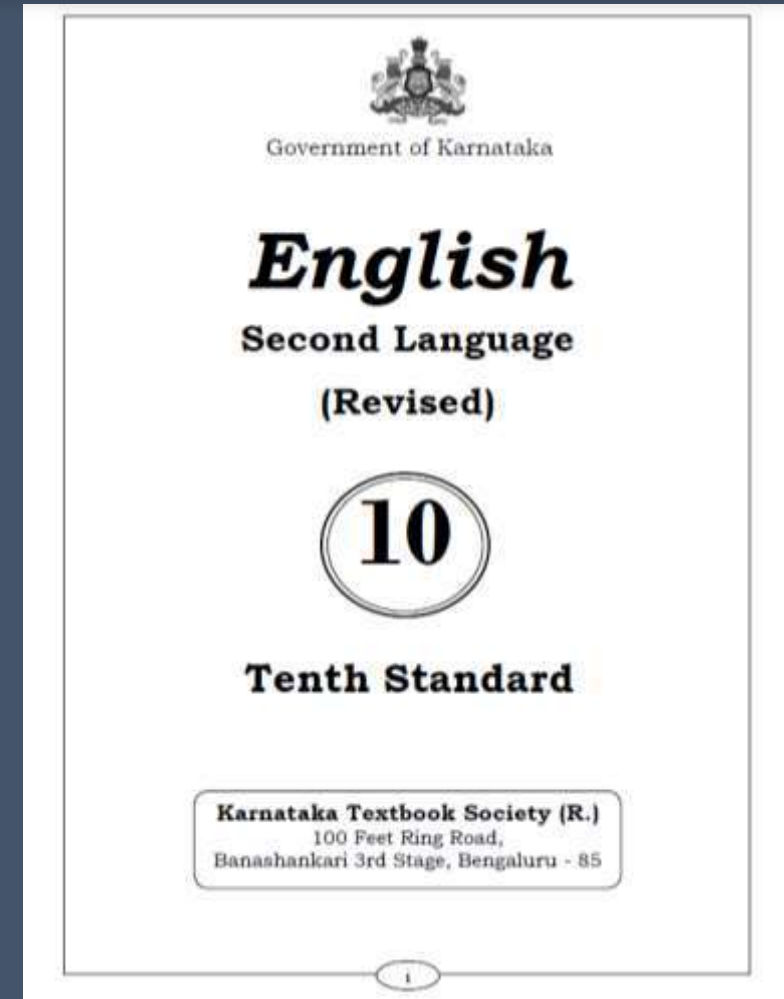 Government of Karnataka
English
Second Language
(Revised)
10
Tenth Standard
Karnataka Textbook Society (R.)
100 Feet Ring Road,
Banashankari 3rd Stage, Bengaluru - 85
i